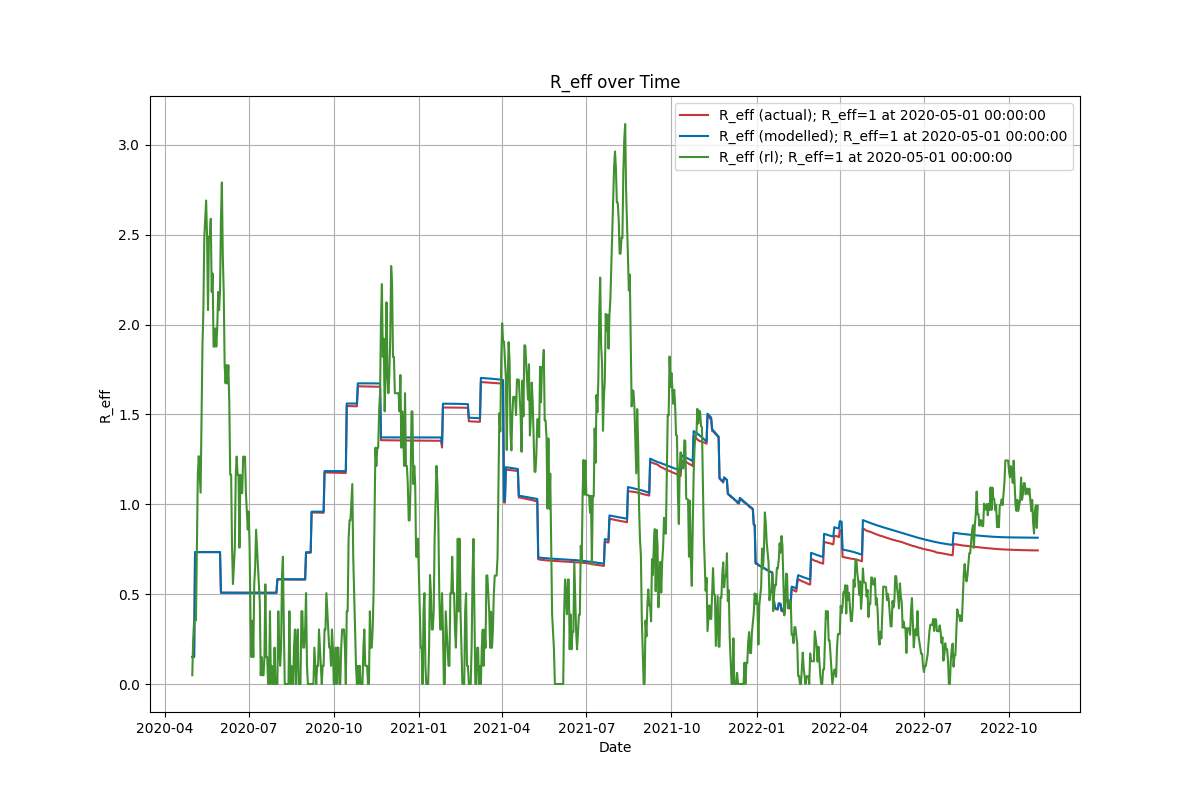 R_eff over Time
R_eff (actual); R_eff=1 at 2020-05-01 00:00:00
R_eff (modelled); R_eff=1 at 2020-05-01 00:00:00
R_eff (rl); R_eff=1 at 2020-05-01 00:00:00
R_eff
3.0
2.5
2.0
1.5
1.0
0.5
0.0
2020-04 2020-07 2020-10 2021-01 2021-04 2021-07 2021-10 2022-01 2022-04 2022-07 2022-10
Date